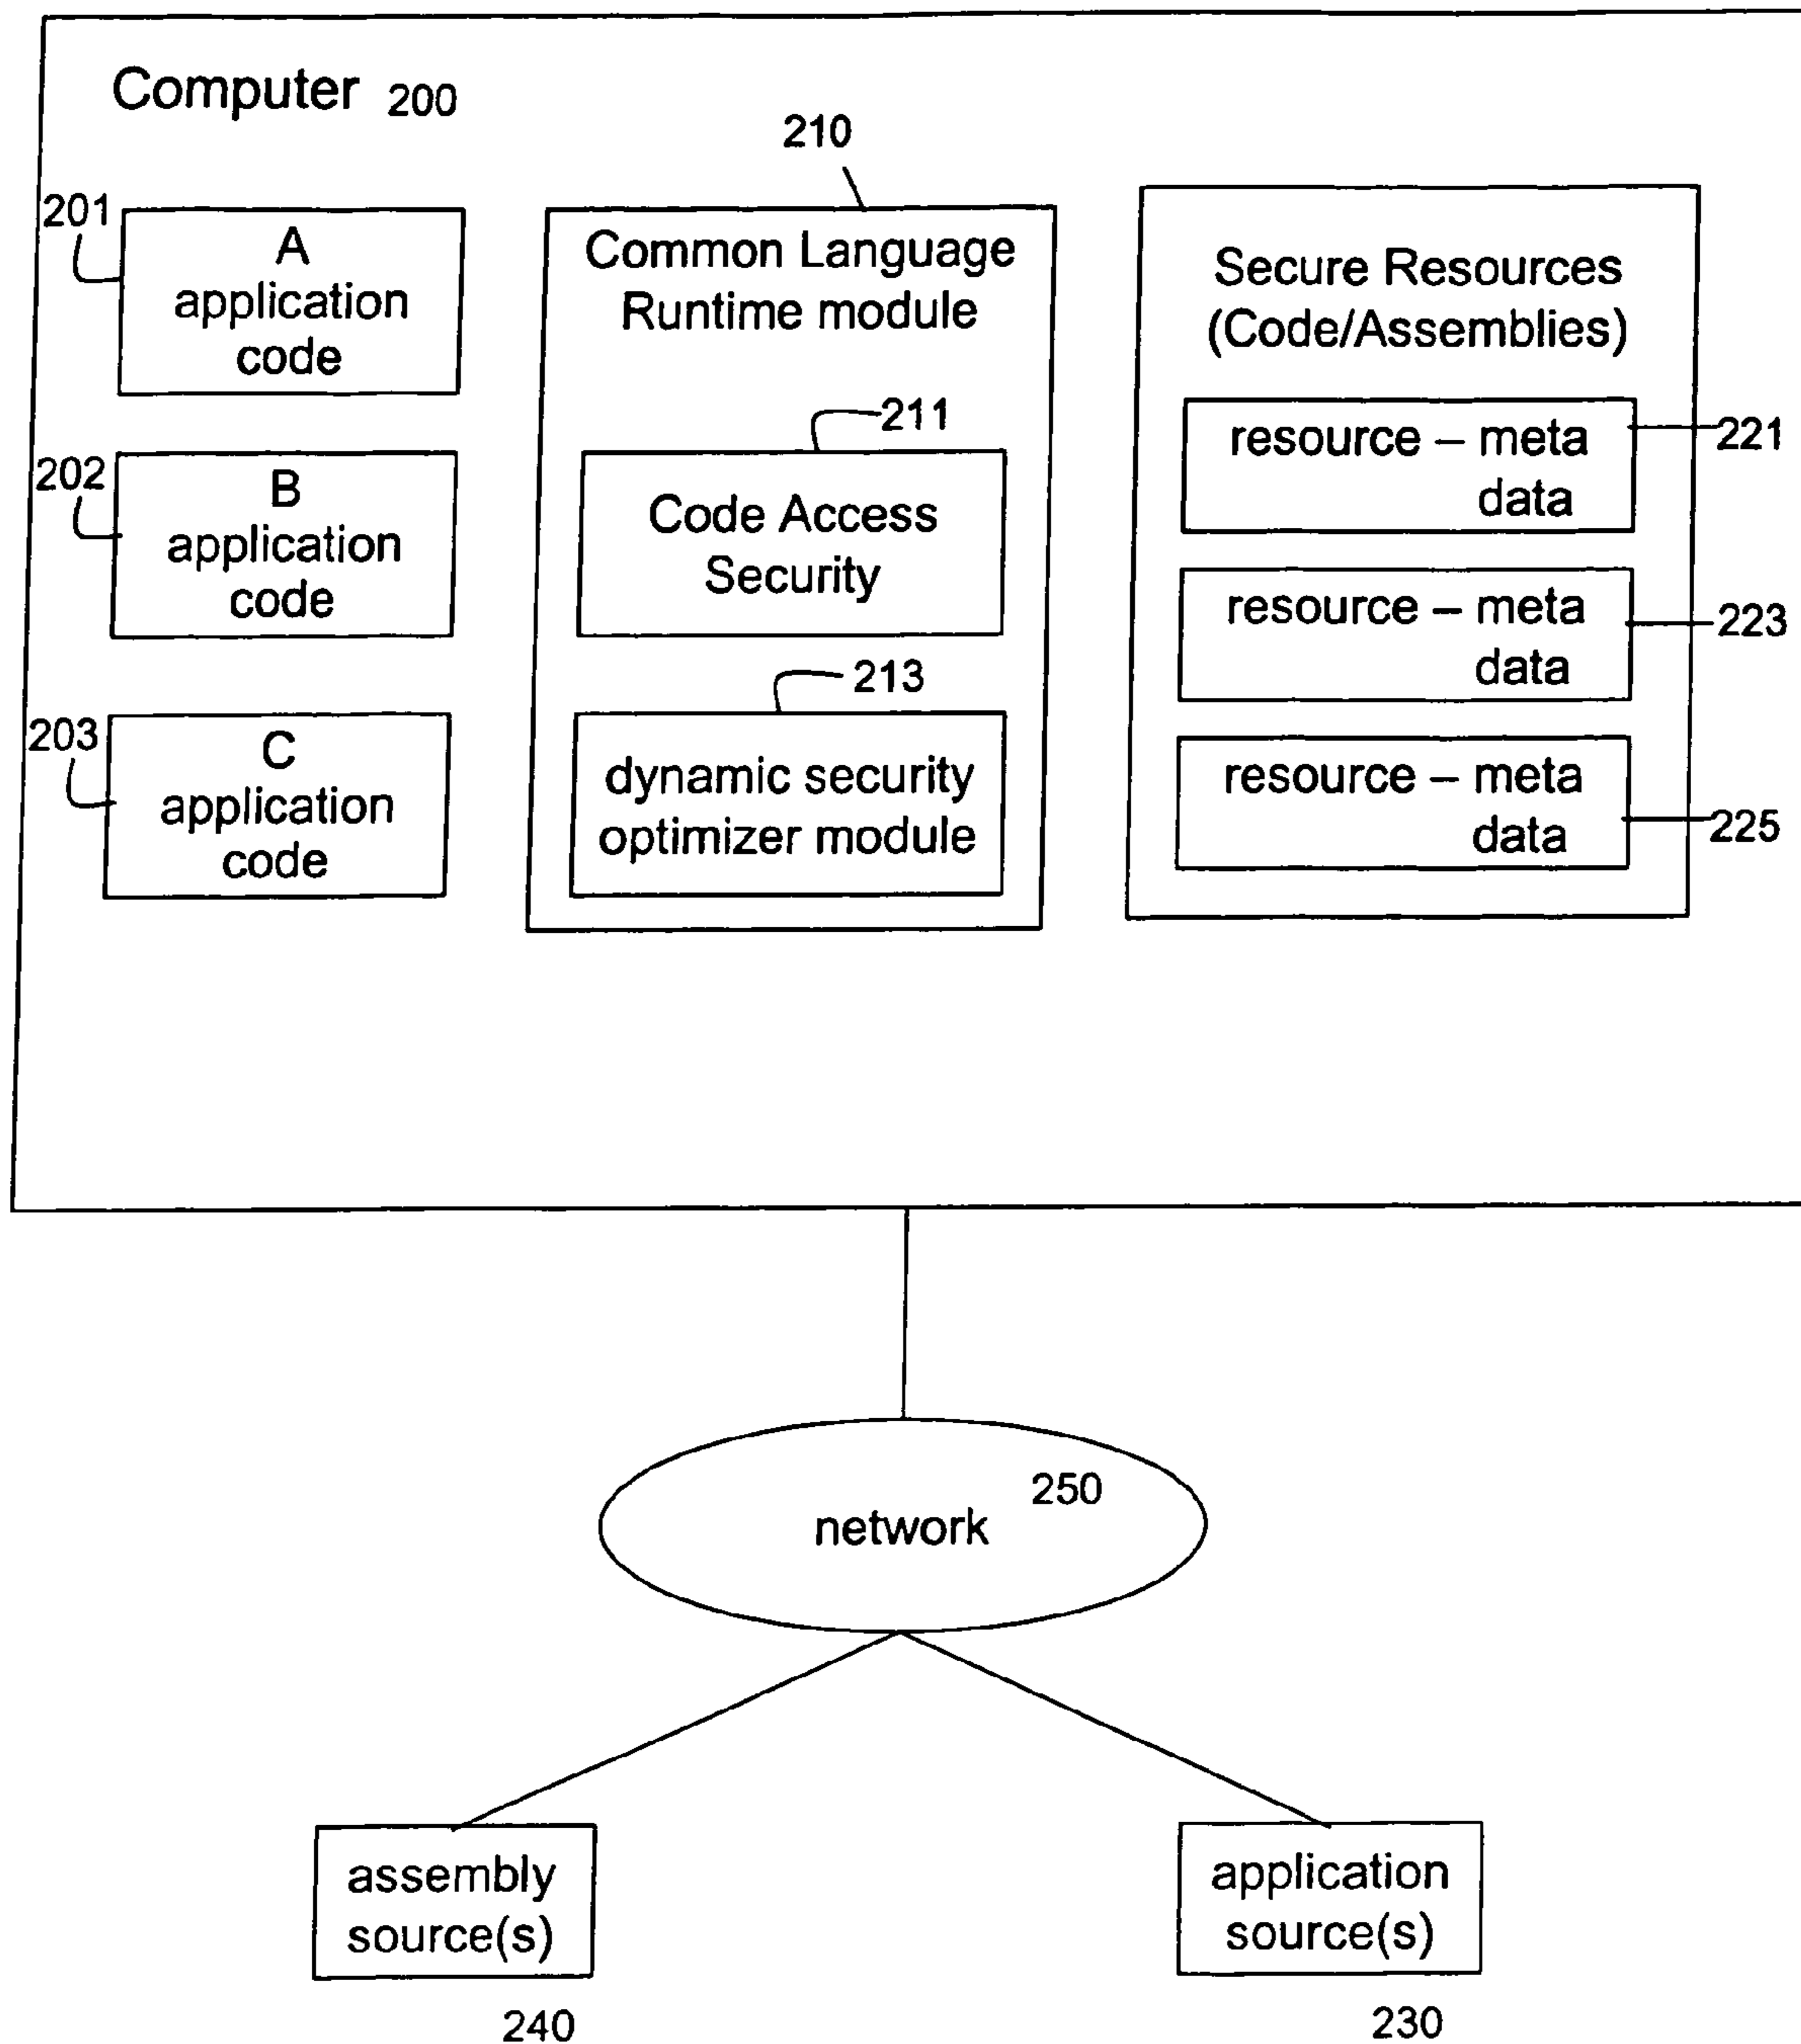 Computer 200
201
A
application
code
202
B
application
code
203
C
application
code
210
Common Language
Runtime module
211
Code Access
Security
213
dynamic security
optimizer module
Secure Resources
(Code/Assemblies)
resource – meta
data
221
resource – meta
data
223
resource – meta
data
225
250
network
assembly
source(s)
240
application
source(s)
230